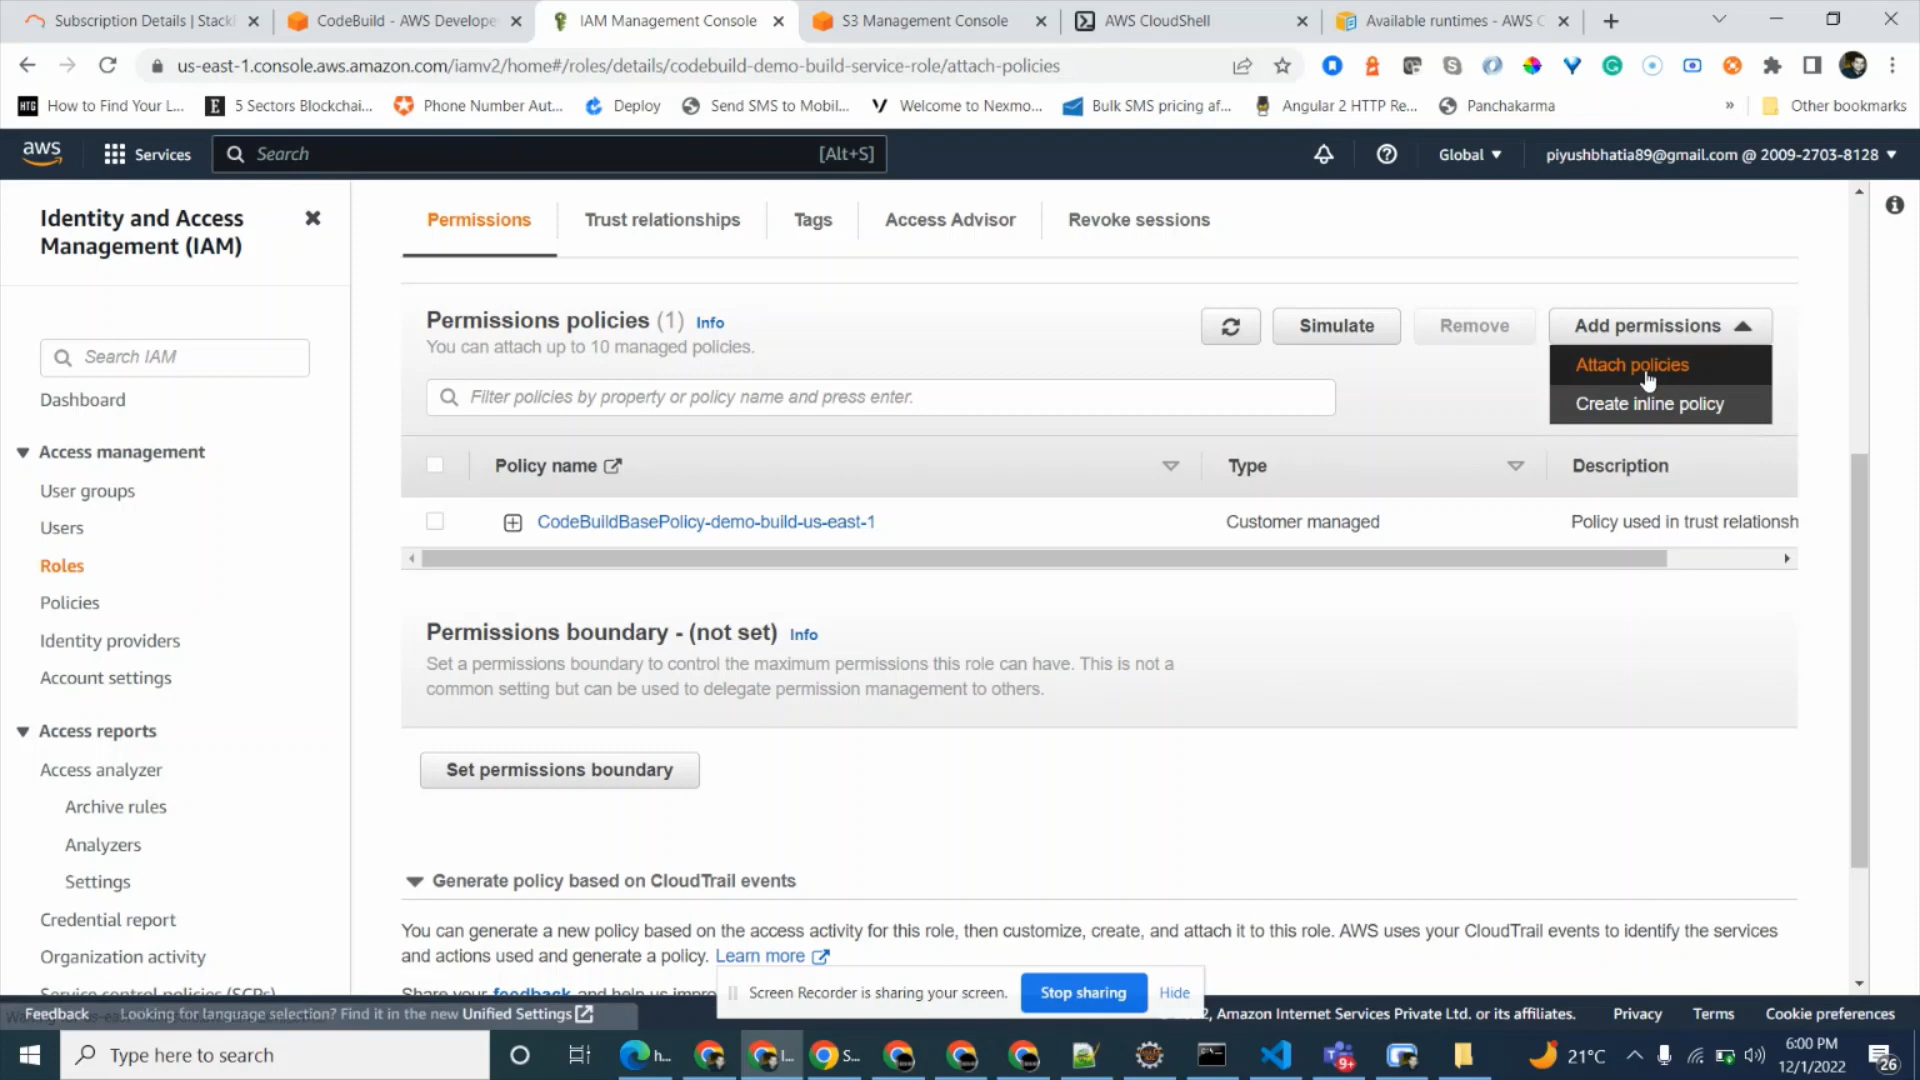 Subscription Details | Stackl
CodeBuild - AWS Develope
IAM Management Console
S3 Management Console
AWS CloudShell
Available runtimes - AWS C
us-east-1.console.aws.amazon.com/iamv2/home#/roles/details/codebuild-demo-build-service-role/attach-policies
How to Find Your L...
5 Sectors Blockchai...
Phone Number Aut...
Deploy
Send SMS to Mobil...
Welcome to Nexmo...
Bulk SMS pricing af...
Angular 2 HTTP Re...
Panchakarma
»
Other bookmarks
aws
Services
Search
[Alt+S]
Global
piyushbhatia89@gmail.com @ 2009-2703-8128
Identity and Access
Management (IAM)
Search IAM
Dashboard
Access management
User groups
Users
Roles
Policies
Identity providers
Account settings
Access reports
Access analyzer
Archive rules
Analyzers
Settings
Credential report
Organization activity
Service control policies (SCPs)
Permissions
Trust relationships
Tags
Access Advisor
Revoke sessions
Permissions policies (1) Info
You can attach up to 10 managed policies.
Simulate
Remove
Add permissions
Attach policies
Create inline policy
Filter policies by property or policy name and press enter.
Policy name
Type
Description
CodeBuildBasePolicy-demo-build-us-east-1
Customer managed
Policy used in trust relationsh
Permissions boundary - (not set) Info
Set a permissions boundary to control the maximum permissions this role can have. This is not a
common setting but can be used to delegate permission management to others.
Set permissions boundary
Generate policy based on CloudTrail events
You can generate a new policy based on the access activity for this role, then customize, create, and attach it to this role. AWS uses your CloudTrail events to identify the services
and actions used and generate a policy. Learn more
Share your feedback and help us impro
Screen Recorder is sharing your screen.
Stop sharing
Hide
Feedback
Looking for language selection? Find it in the new Unified Settings
2, Amazon Internet Services Private Ltd. or its affiliates.
Privacy
Terms
Cookie preferences
Type here to search
h...
I...
S...
9+
21°C
6:00 PM
12/1/2022
26